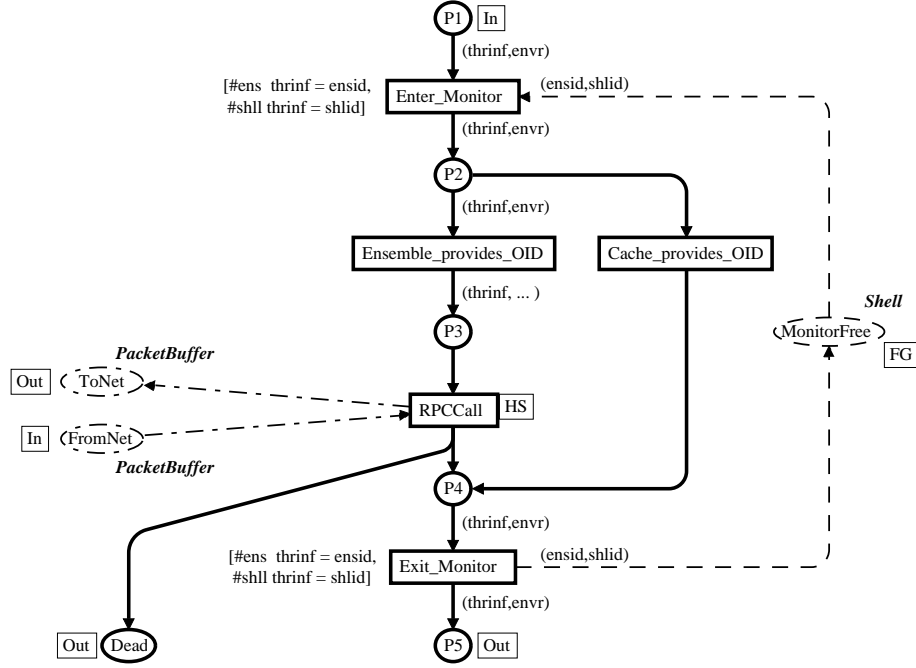 P1 In
(thrinf,envr)
[#ens thrinf = ensid,
#shll thrinf = shlid]
Enter_Monitor
(ensid,shlid)
(thrinf,envr)
P2
(thrinf,envr)
Ensemble_provides_OID
Cache_provides_OID
(thrinf, ... )
Shell
P3
MonitorFree
FG
PacketBuffer
Out ToNet
RPCCall HS
In FromNet
PacketBuffer
P4
(thrinf,envr)
[#ens thrinf = ensid,
#shll thrinf = shlid]
Exit_Monitor
(ensid,shlid)
(thrinf,envr)
Out Dead
P5 Out